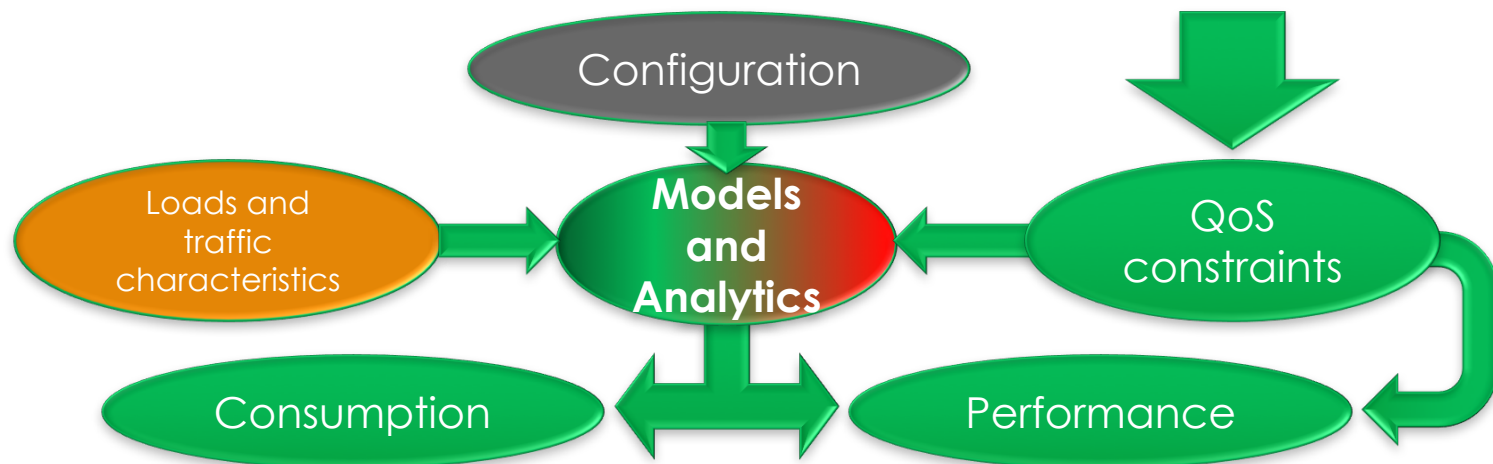 Configuration
Loads and
traffic
characteristics
Models
and
Analytics
QoS
constraints
Consumption
Performance